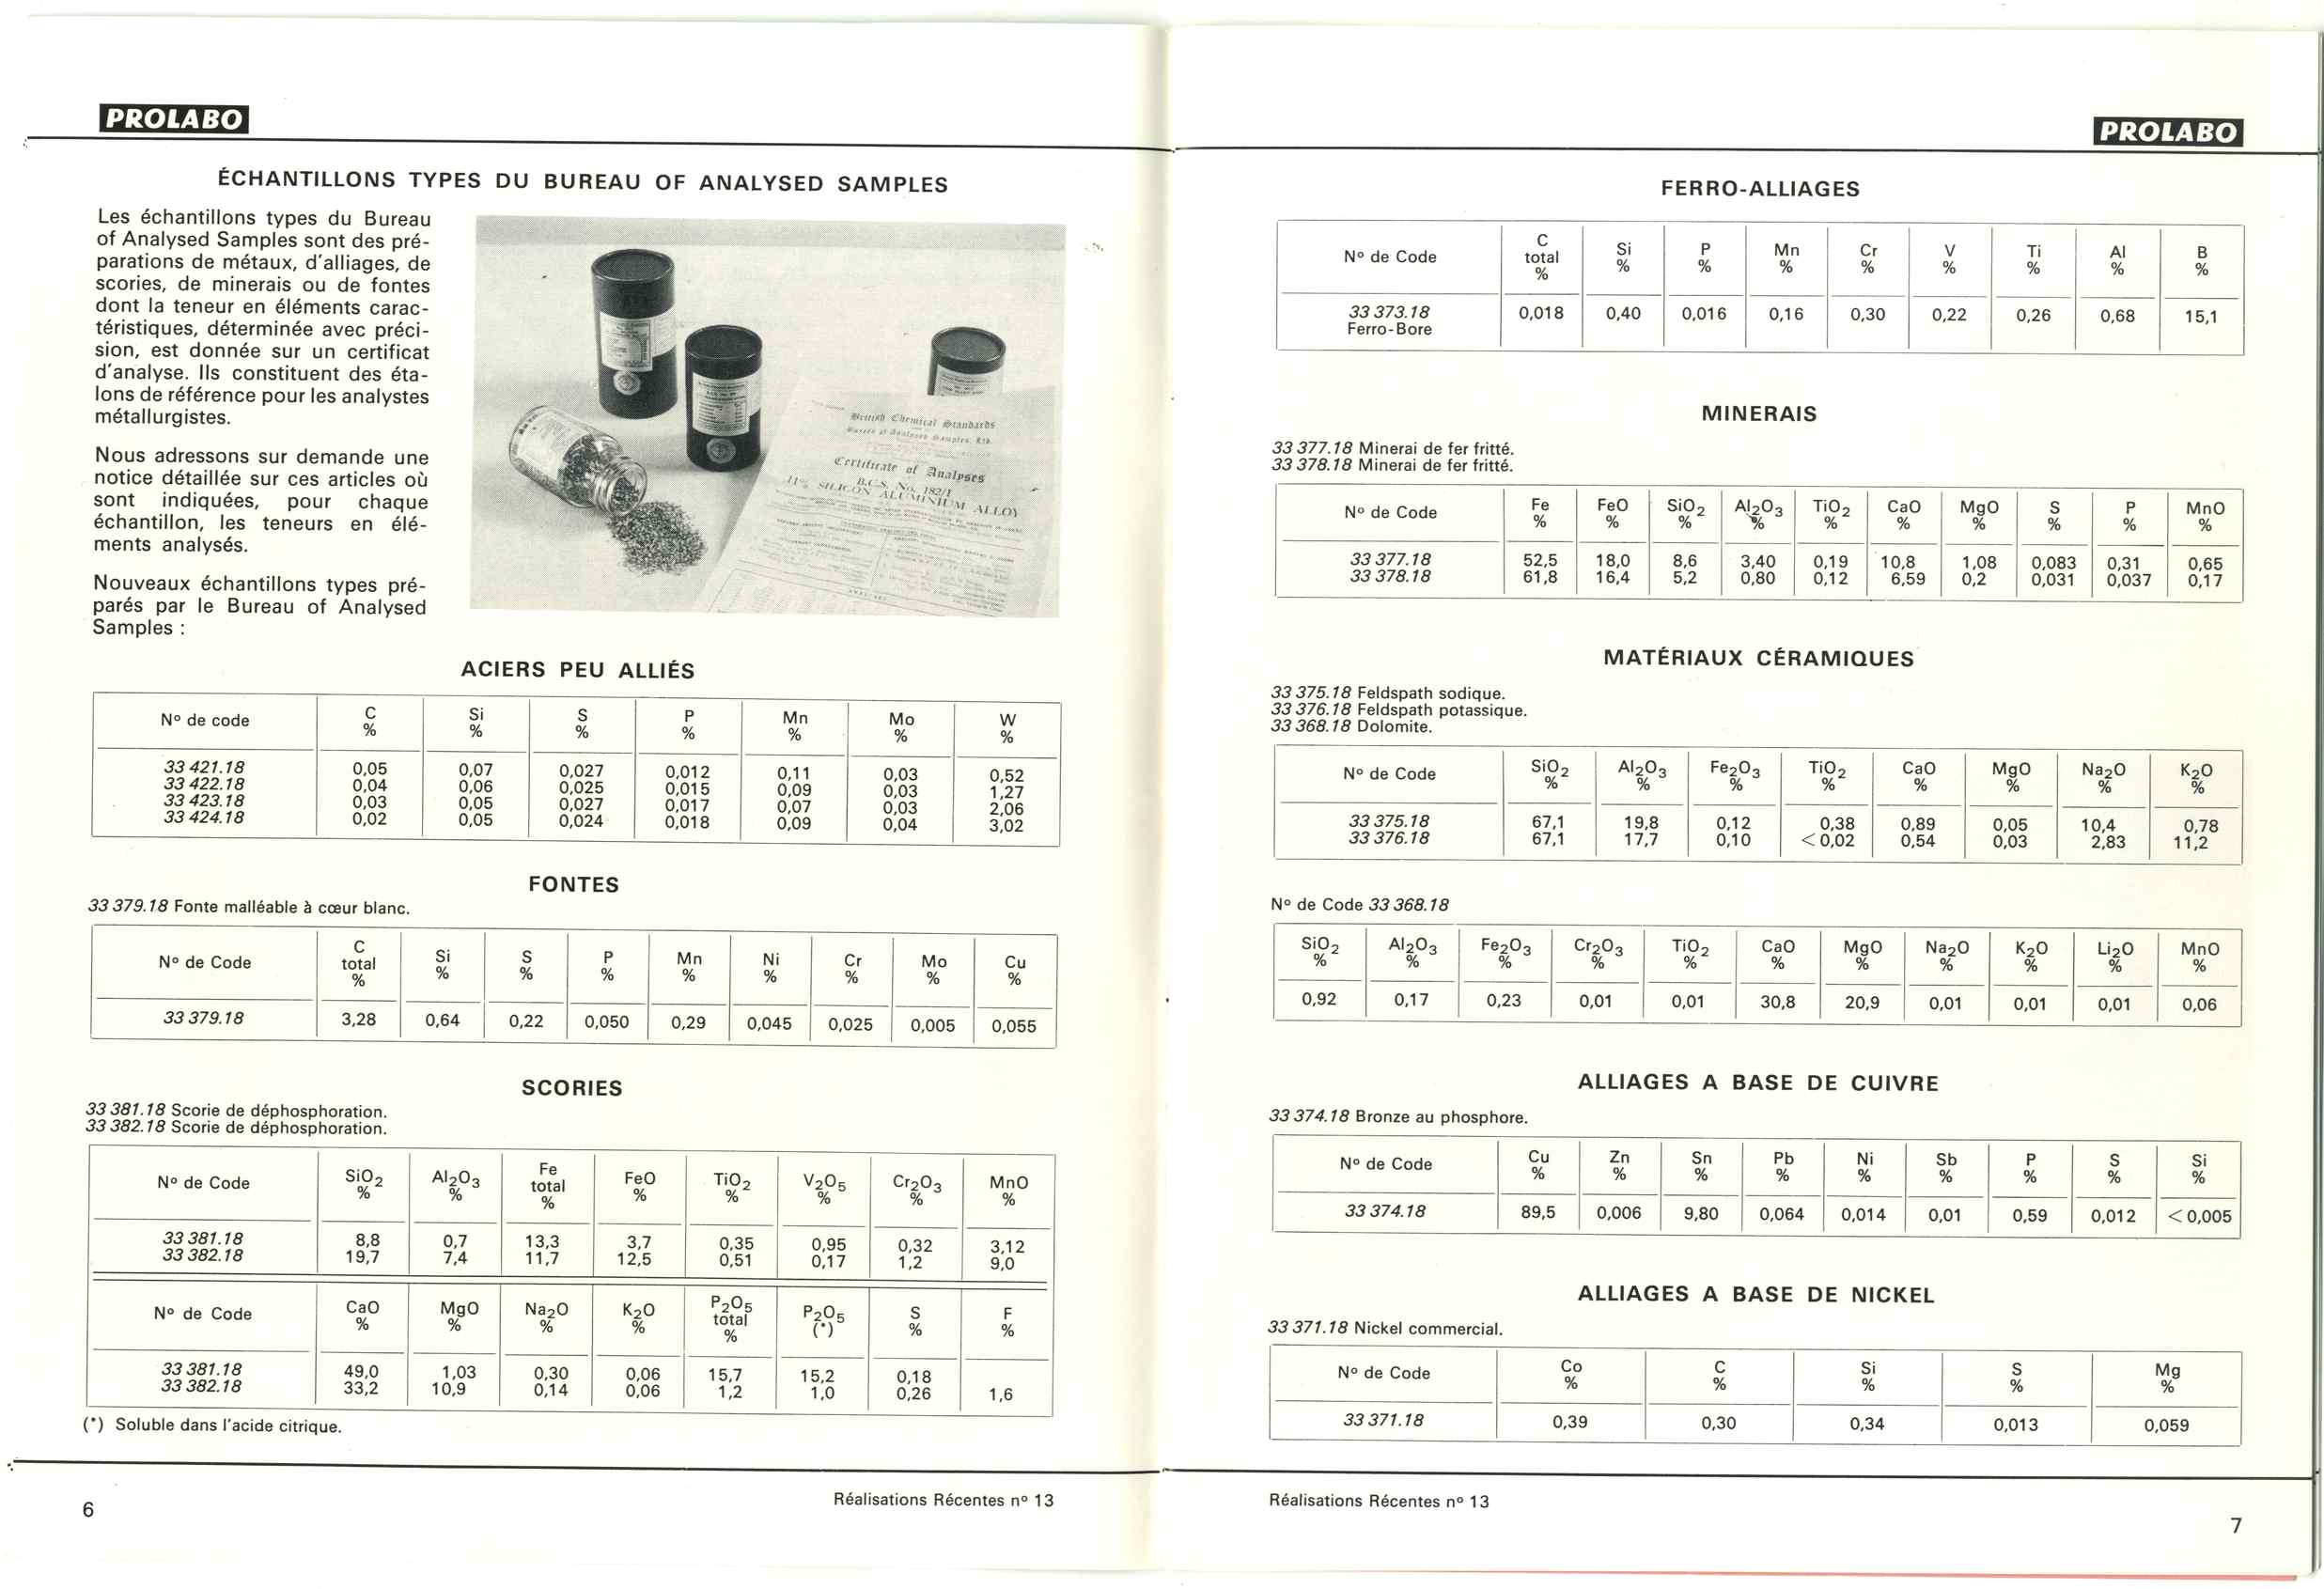 PROLABO
ÉCHANTILLONS TYPES DU BUREAU OF ANALYSED SAMPLES
Les échantillons types du Bureau
of Analysed Samples sont des pré-
parations de métaux, d'alliages, de
scories, de minerais ou de fontes
dont la teneur en éléments carac-
téristiques, déterminée avec préci-
sion, est donnée sur un certificat
d'analyse. Ils constituent des éta-
lons de référence pour les analystes
métallurgistes.
Nous adressons sur demande une
notice détaillée sur ces articles où
sont indiquées, pour chaque
échantillon, les teneurs en élé-
ments analysés.
Nouveaux échantillons types pré-
parés par le Bureau of Analysed
Samples :
British Chemical Standards
Bureau of Analysed Samples Ltd.
Certificate of Analyses
B.C.S. No. 182/1
11% SILICON ALUMINIUM ALLOY
ACIERS PEU ALLIÉS
Nº de code C % Si % S % P % Mn % Mo % W %
33 421.18 0,05 0,07 0,027 0,012 0,11 0,03 0,52
33 422.18 0,04 0,06 0,025 0,015 0,09 0,03 1,27
33 423.18 0,03 0,05 0,027 0,017 0,07 0,03 2,06
33 424.18 0,02 0,05 0,024 0,018 0,09 0,04 3,02
FONTES
33 379.18 Fonte malléable à cœur blanc.
Nº de Code C total % Si % S % P % Mn % Ni % Cr % Mo % Cu %
33 379.18 3,28 0,64 0,22 0,050 0,29 0,045 0,025 0,005 0,055
SCORIES
33 381.18 Scorie de déphosphoration.
33 382.18 Scorie de déphosphoration.
Nº de Code SiO2 % Al2O3 % Fe total % FeO % TiO2 % V2O5 % Cr2O3 % MnO %
33 381.18 8,8 0,7 13,3 3,7 0,35 0,95 0,32 3,12
33 382.18 19,7 7,4 11,7 12,5 0,51 0,17 1,2 9,0
Nº de Code CaO % MgO % Na2O % K2O % P2O5 total % P2O5 (*) S % F %
33 381.18 49,0 1,03 0,30 0,06 15,7 15,2 0,18
33 382.18 33,2 10,9 0,14 0,06 1,2 1,0 0,26 1,6
(*) Soluble dans l'acide citrique.
6
Réalisations Récentes nº 13
PROLABO
FERRO-ALLIAGES
Nº de Code C total % Si % P % Mn % Cr % V % Ti % Al % B %
33 373.18 0,018 0,40 0,016 0,16 0,30 0,22 0,26 0,68 15,1
Ferro-Bore
MINERAIS
33 377.18 Minerai de fer fritté.
33 378.18 Minerai de fer fritté.
Nº de Code Fe % FeO % SiO2 % Al2O3 % TiO2 % CaO % MgO % S % P % MnO %
33 377.18 52,5 18,0 8,6 3,40 0,19 10,8 1,08 0,083 0,31 0,65
33 378.18 61,8 16,4 5,2 0,80 0,12 6,59 0,2 0,031 0,037 0,17
MATÉRIAUX CÉRAMIQUES
33 375.18 Feldspath sodique.
33 376.18 Feldspath potassique.
33 368.18 Dolomite.
Nº de Code SiO2 % Al2O3 % Fe2O3 % TiO2 % CaO % MgO % Na2O % K2O %
33 375.18 67,1 19,8 0,12 0,38 0,89 0,05 10,4 0,78
33 376.18 67,1 17,7 0,10 <0,02 0,54 0,03 2,83 11,2
Nº de Code 33 368.18
SiO2 % Al2O3 % Fe2O3 % Cr2O3 % TiO2 % CaO % MgO % Na2O % K2O % Li2O % MnO %
0,92 0,17 0,23 0,01 0,01 30,8 20,9 0,01 0,01 0,01 0,06
ALLIAGES A BASE DE CUIVRE
33 374.18 Bronze au phosphore.
Nº de Code Cu % Zn % Sn % Pb % Ni % Sb % P % S % Si %
33 374.18 89,5 0,006 9,80 0,064 0,014 0,01 0,59 0,012 <0,005
ALLIAGES A BASE DE NICKEL
33 371.18 Nickel commercial.
Nº de Code Co % C % Si % S % Mg %
33 371.18 0,39 0,30 0,34 0,013 0,059
Réalisations Récentes nº 13
7